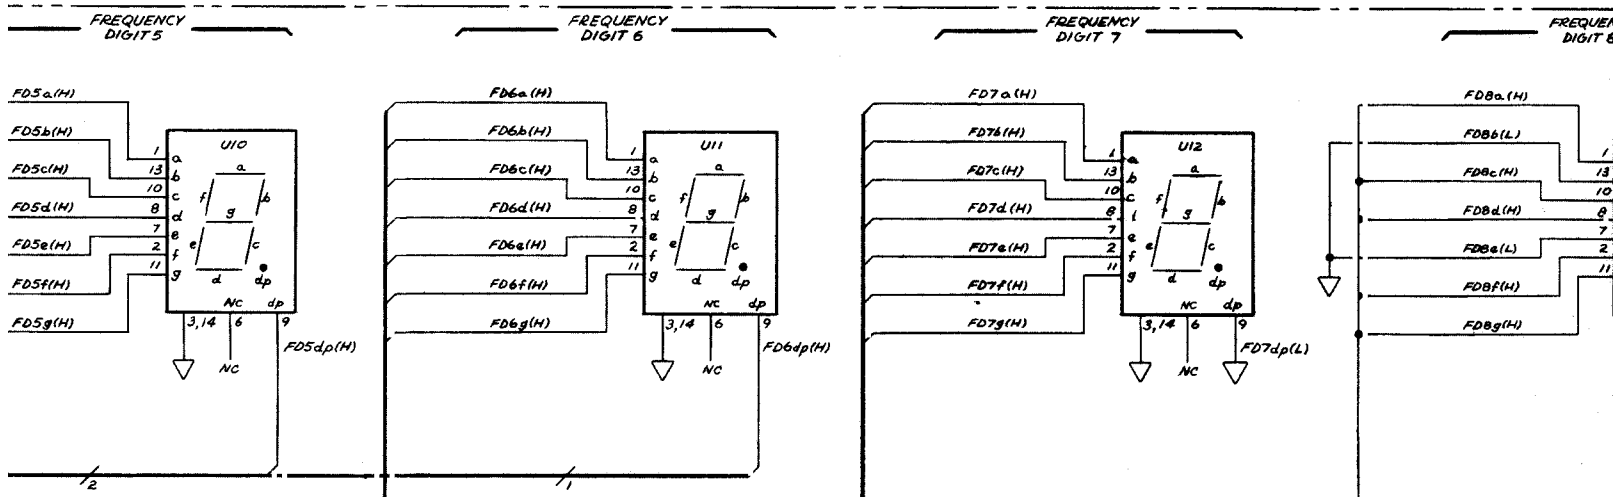 FREQUENCY
DIGIT 5
FREQUENCY
DIGIT 6
FREQUENCY
DIGIT 7
DIGIT
FD5a(H)
FD5b(H)
FD5c(H)
FD5d(H)
FD5e(H)
FD5f(H)
FD5g(H)
1
13
10
8
7
2
11
a
b
c
d
e
f
g
U10
a
f
b
g
e
c
d
dp
NC
dp
3,14
6
9
NC
FD5dp(H)
2
FD6a(H)
FD6b(H)
FD6c(H)
FD6d(H)
FD6e(H)
FD6f(H)
FD6g(H)
1
13
10
8
7
2
11
a
b
c
d
e
f
g
U11
a
f
b
g
e
c
d
dp
NC
dp
3,14
6
9
NC
FD6dp(H)
1
FD7a(H)
FD7b(H)
FD7c(H)
FD7d(H)
FD7e(H)
FD7f(H)
FD7g(H)
1
13
10
8
7
2
11
a
b
c
e
f
g
U12
a
f
b
g
e
c
d
dp
NC
dp
3,14
6
9
NC
FD7dp(L)
FD8a(H)
FD8b(L)
FD8c(H)
FD8d(H)
FD8e(L)
FD8f(H)
FD8g(H)
1
13
10
8
7
2
11